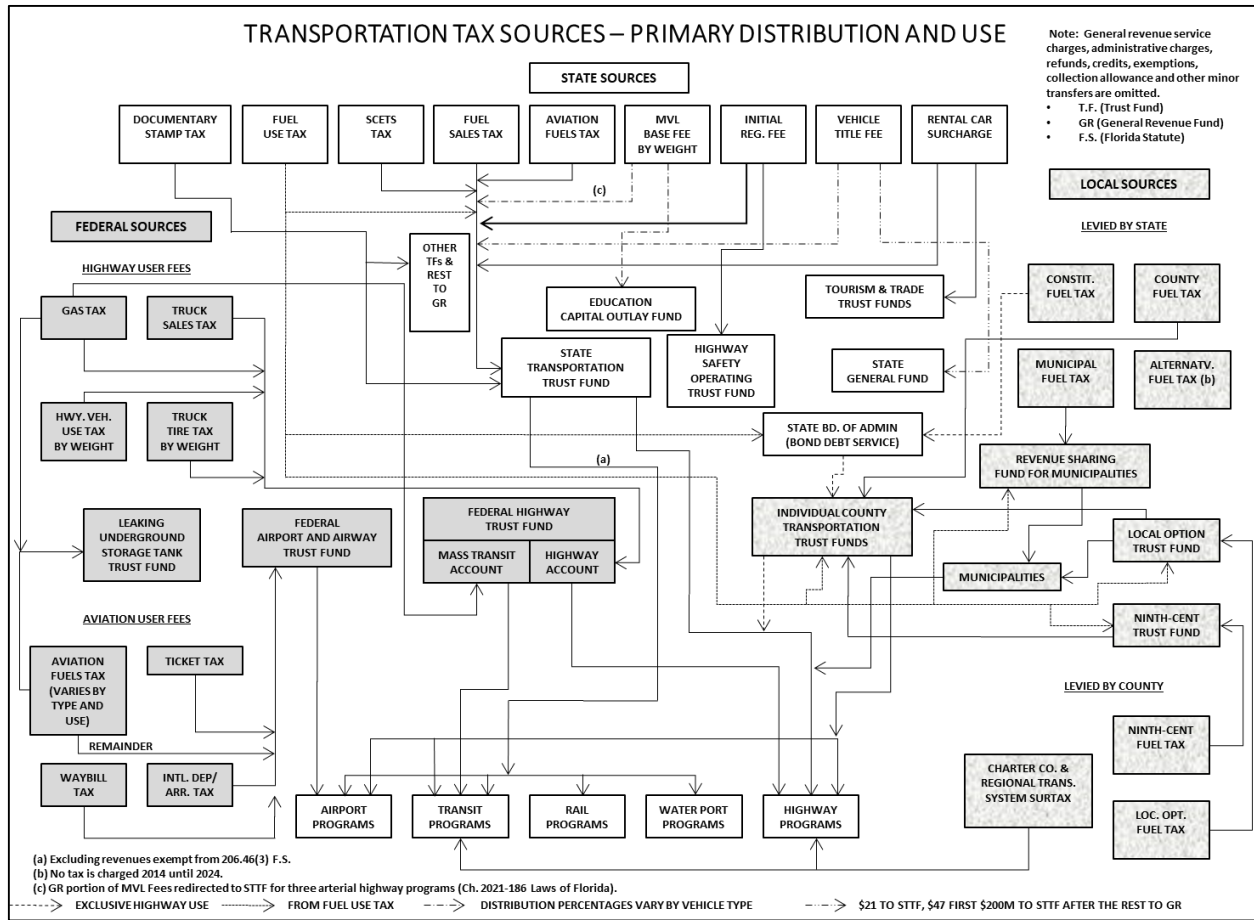 TRANSPORTATION TAX SOURCES – PRIMARY DISTRIBUTION AND USE
Note: General revenue service
charges, administrative charges,
refunds, credits, exemptions,
collection allowance and other minor
transfers are omitted.
• T.F. (Trust Fund)
• GR (General Revenue Fund)
• F.S. (Florida Statute)
STATE SOURCES
DOCUMENTARY
STAMP TAX
FUEL
USE TAX
SCETS
TAX
FUEL
SALES TAX
AVIATION
FUELS TAX
MVL
BASE FEE
BY WEIGHT
INITIAL
REG. FEE
VEHICLE
TITLE FEE
RENTAL CAR
SURCHARGE
(c)
LOCAL SOURCES
FEDERAL SOURCES
LEVIED BY STATE
OTHER
TFs &
REST
TO
GR
HIGHWAY USER FEES
EDUCATION
CAPITAL OUTLAY FUND
TOURISM & TRADE
TRUST FUNDS
CONSTIT.
FUEL TAX
COUNTY
FUEL TAX
GAS TAX
TRUCK
SALES TAX
STATE
TRANSPORTATION
TRUST FUND
HIGHWAY
SAFETY
OPERATING
TRUST FUND
STATE
GENERAL FUND
MUNICIPAL
FUEL TAX
ALTERNATV.
FUEL TAX (b)
HWY. VEH.
USE TAX
BY WEIGHT
TRUCK
TIRE TAX
BY WEIGHT
STATE BD. OF ADMIN
(BOND DEBT SERVICE)
(a)
REVENUE SHARING
FUND FOR MUNICIPALITIES
LEAKING
UNDERGROUND
STORAGE TANK
TRUST FUND
FEDERAL
AIRPORT AND AIRWAY
TRUST FUND
FEDERAL HIGHWAY
TRUST FUND
MASS TRANSIT
ACCOUNT
HIGHWAY
ACCOUNT
INDIVIDUAL COUNTY
TRANSPORTATION
TRUST FUNDS
LOCAL OPTION
TRUST FUND
MUNICIPALITIES
AVIATION USER FEES
NINTH-CENT
TRUST FUND
AVIATION
FUELS TAX
(VARIES BY
TYPE AND
USE)
TICKET TAX
LEVIED BY COUNTY
REMAINDER
NINTH-CENT
FUEL TAX
WAYBILL
TAX
INTL. DEP/
ARR. TAX
CHARTER CO. &
REGIONAL TRANS.
SYSTEM SURTAX
AIRPORT
PROGRAMS
TRANSIT
PROGRAMS
RAIL
PROGRAMS
WATER PORT
PROGRAMS
HIGHWAY
PROGRAMS
LOC. OPT.
FUEL TAX
(a) Excluding revenues exempt from 206.46(3) F.S.
(b) No tax is charged 2014 until 2024.
(c) GR portion of MVL Fees redirected to STTF for three arterial highway programs (Ch. 2021-186 Laws of Florida).
EXCLUSIVE HIGHWAY USE
FROM FUEL USE TAX
DISTRIBUTION PERCENTAGES VARY BY VEHICLE TYPE
$21 TO STTF, $47 FIRST $200M TO STTF AFTER THE REST TO GR